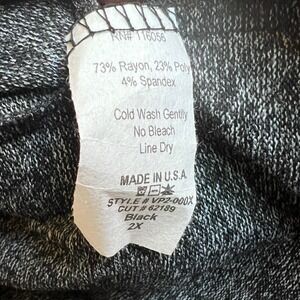 RN# 116056
73% Rayon, 23% Poly
4% Spandex
Cold Wash Gently
No Bleach
Line Dry
MADE IN U.S.A.
STYLE # VP2-000X
CUT # 62189
Black
2X